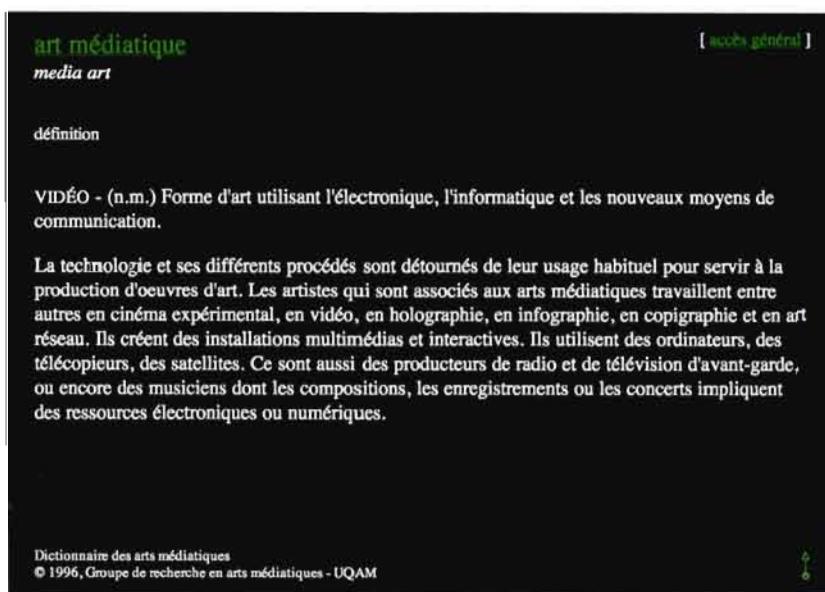 art médiatique
[ accès général ]
media art
définition
VIDÉO - (n.m.) Forme d'art utilisant l'électronique, l'informatique et les nouveaux moyens de
communication.
La technologie et ses différents procédés sont détournés de leur usage habituel pour servir à la
production d'oeuvres d'art. Les artistes qui sont associés aux arts médiatiques travaillent entre
autres en cinéma expérimental, en vidéo, en holographie, en infographie, en copigraphie et en art
réseau. Ils créent des installations multimédias et interactives. Ils utilisent des ordinateurs, des
télécopieurs, des satellites. Ce sont aussi des producteurs de radio et de télévision d'avant-garde,
ou encore des musiciens dont les compositions, les enregistrements ou les concerts impliquent
des ressources électroniques ou numériques.
Dictionnaire des arts médiatiques
© 1996, Groupe de recherche en arts médiatiques - UQAM